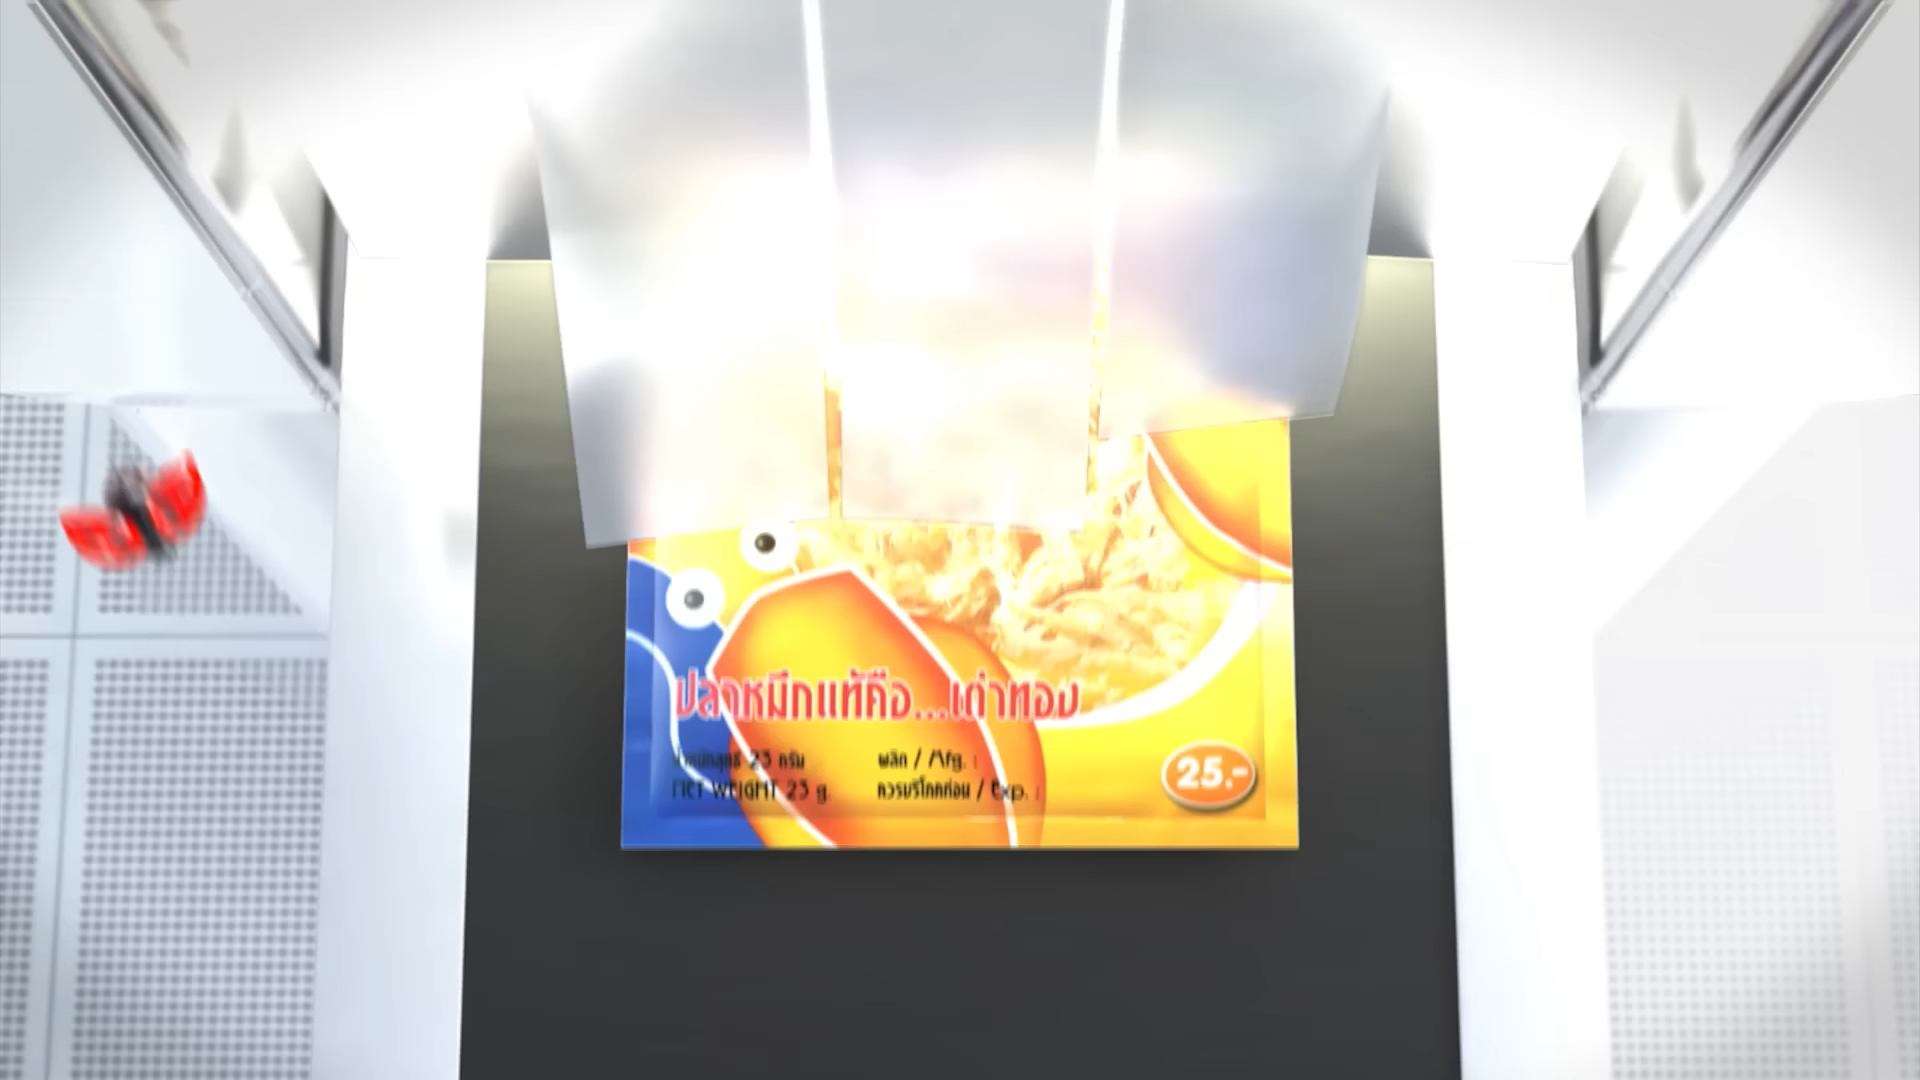 ปลาหมึกแท้คือ...เต่าทอง
น้ำหนักสุทธิ 23 กรัม
ผลิต / Mfg. :
NET WEIGHT 23 g.
ควรบริโภคก่อน / Exp. :
25.-